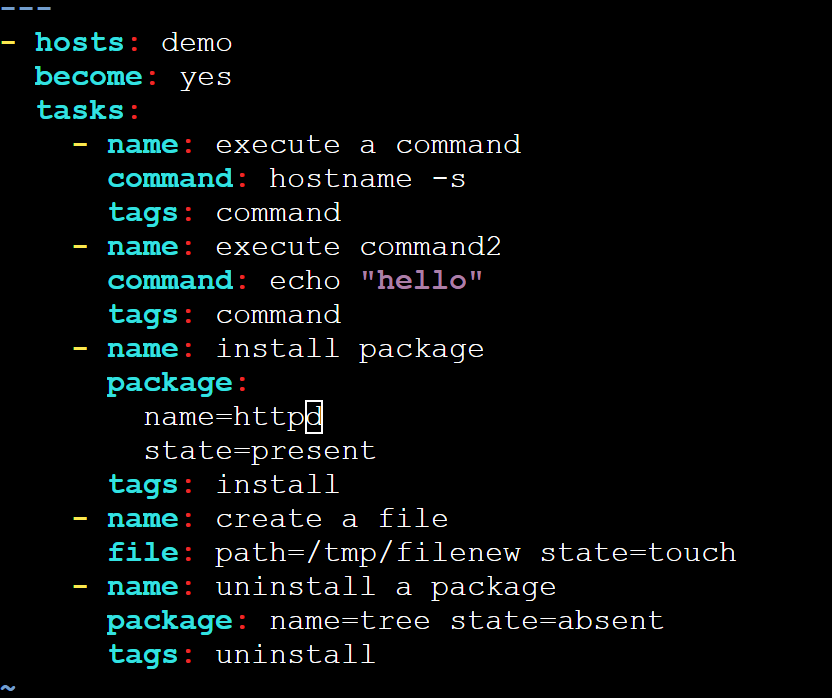 ---
- hosts: demo
  become: yes
  tasks:
    - name: execute a command
      command: hostname -s
      tags: command
    - name: execute command2
      command: echo "hello"
      tags: command
    - name: install package
      package:
        name=httpd
        state=present
      tags: install
    - name: create a file
      file: path=/tmp/filenew state=touch
    - name: uninstall a package
      package: name=tree state=absent
      tags: uninstall
~